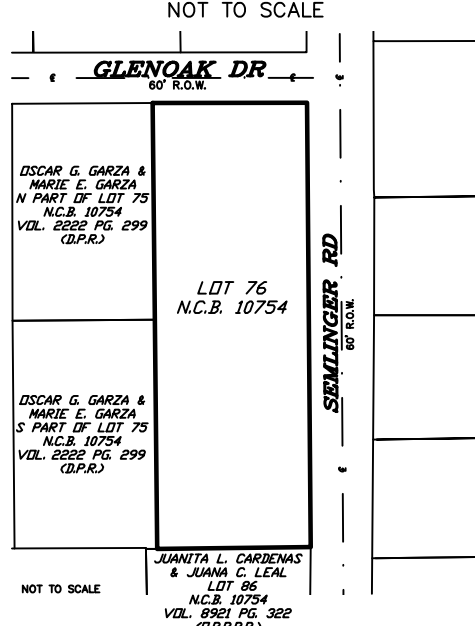 NOT TO SCALE
GLENOAK DR
60' R.O.W.
OSCAR G. GARZA &
MARIE E. GARZA
N PART OF LOT 75
N.C.B. 10754
VOL. 2222 PG. 299
(D.P.R.)
LOT 76
N.C.B. 10754
SEMLINGER RD
60' R.O.W.
OSCAR G. GARZA &
MARIE E. GARZA
S PART OF LOT 75
N.C.B. 10754
VOL. 2222 PG. 299
(D.P.R.)
JUANITA L. CARDENAS
& JUANA C. LEAL
LOT 86
N.C.B. 10754
VOL. 8921 PG. 322
NOT TO SCALE